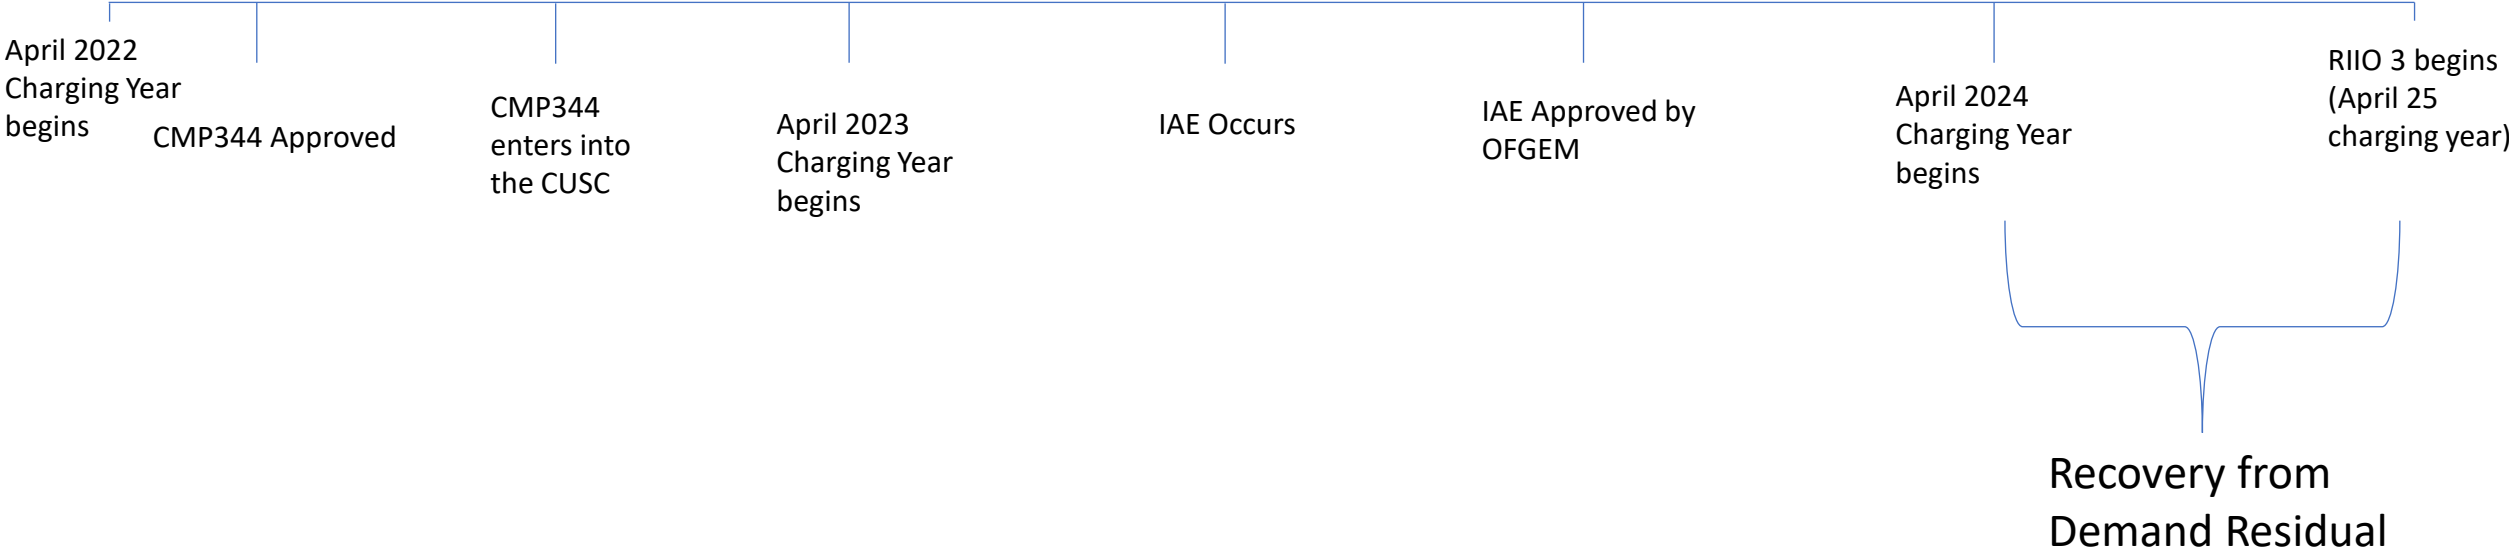 April 2022
Charging Year
begins
CMP344 Approved
CMP344
enters into
the CUSC
April 2023
Charging Year
begins
IAE Occurs
IAE Approved by
OFGEM
April 2024
Charging Year
begins
RIIO 3 begins
(April 25
charging year)
Recovery from
Demand Residual